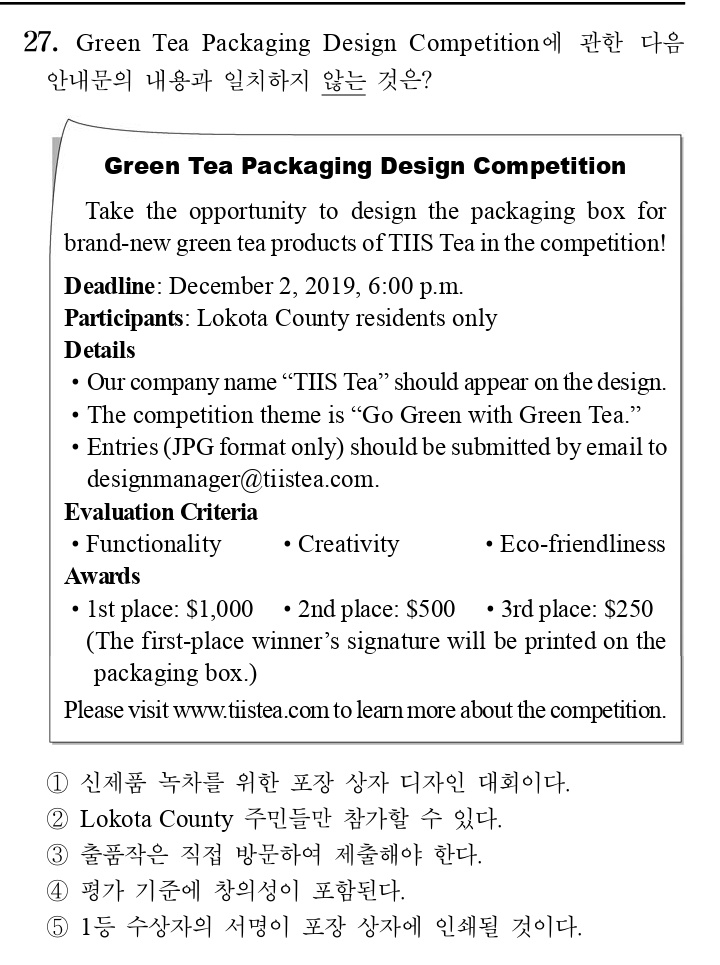 27. Green Tea Packaging Design Competition에 관한 다음
안내문의 내용과 일치하지 않는 것은?
Green Tea Packaging Design Competition
Take the opportunity to design the packaging box for
brand-new green tea products of TIIS Tea in the competition!
Deadline: December 2, 2019, 6:00 p.m.
Participants: Lokota County residents only
Details
• Our company name “TIIS Tea” should appear on the design.
• The competition theme is “Go Green with Green Tea.”
• Entries (JPG format only) should be submitted by email to
designmanager@tiistea.com.
Evaluation Criteria
• Functionality • Creativity • Eco-friendliness
Awards
• 1st place: $1,000 • 2nd place: $500 • 3rd place: $250
(The first-place winner’s signature will be printed on the
packaging box.)
Please visit www.tiistea.com to learn more about the competition.
① 신제품 녹차를 위한 포장 상자 디자인 대회이다.
② Lokota County 주민들만 참가할 수 있다.
③ 출품작은 직접 방문하여 제출해야 한다.
④ 평가 기준에 창의성이 포함된다.
⑤ 1등 수상자의 서명이 포장 상자에 인쇄될 것이다.